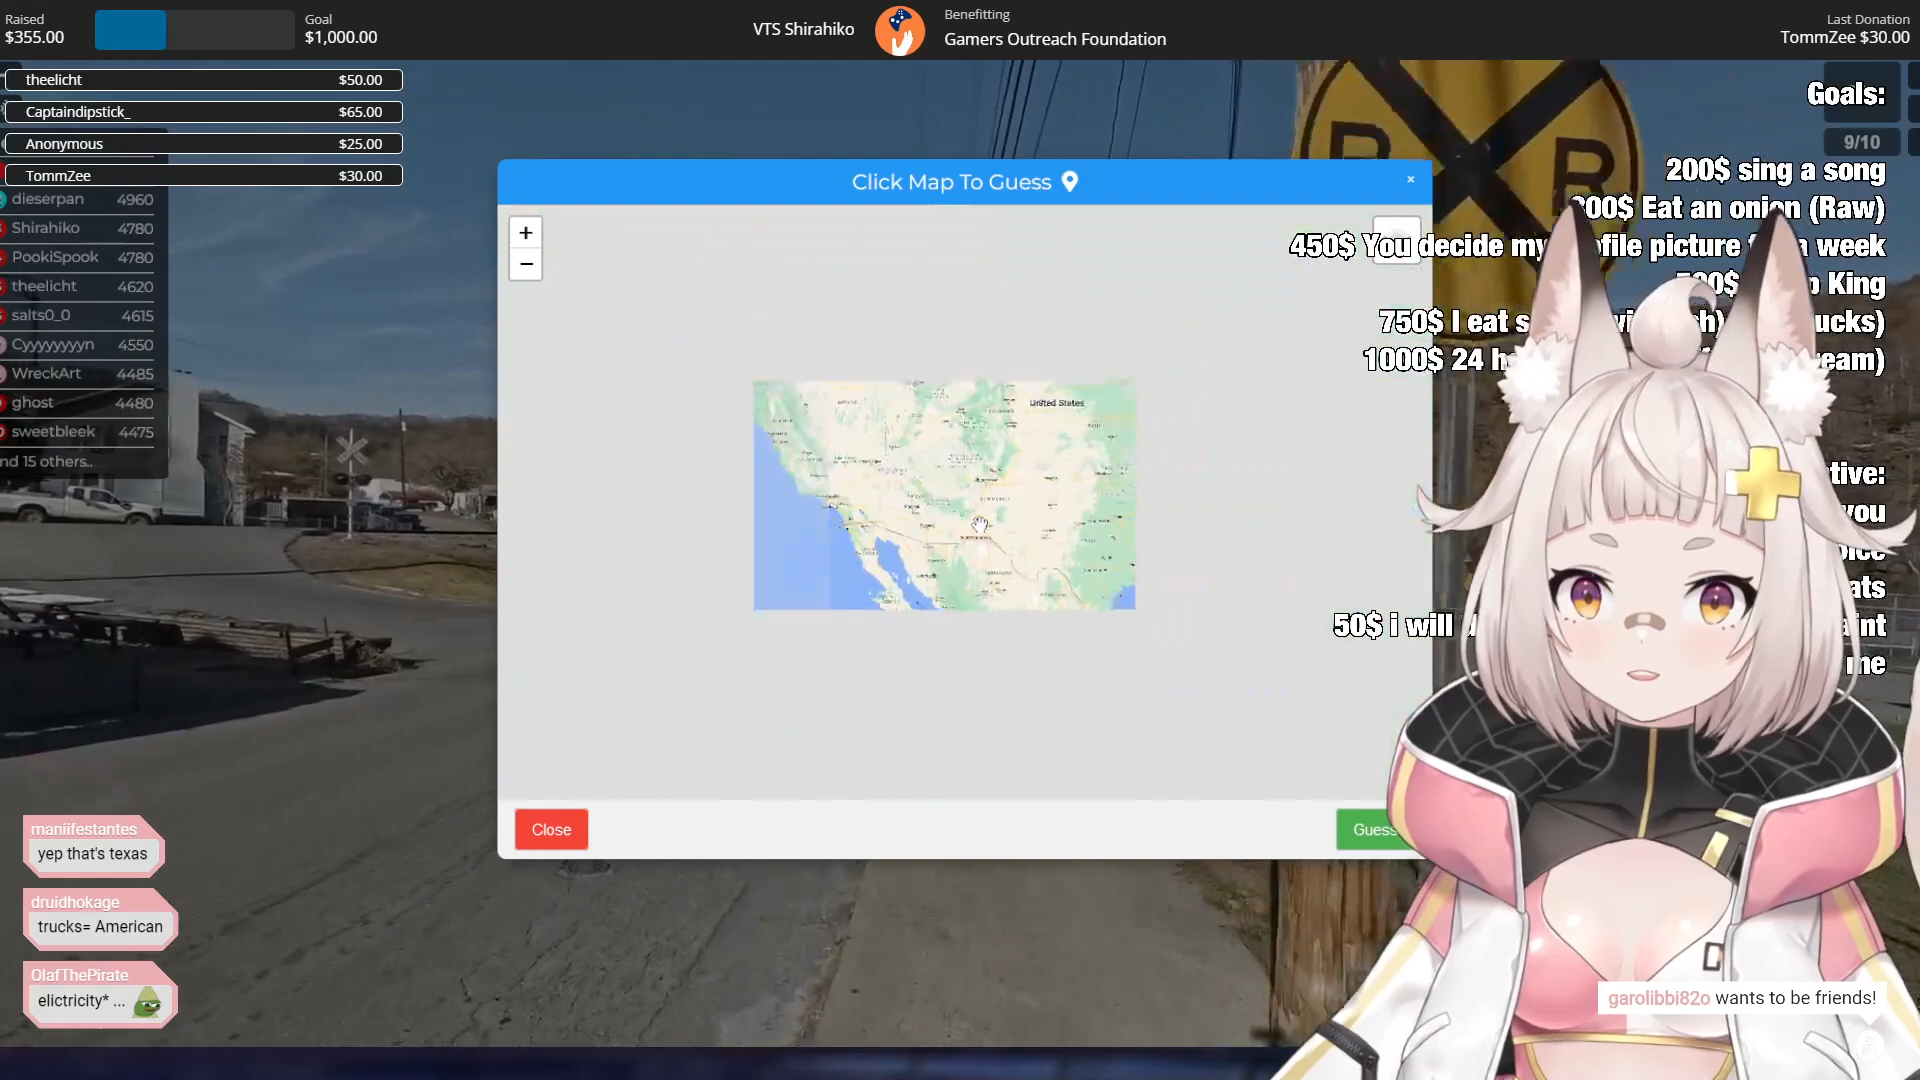 Raised
$355.00
Goal
$1,000.00
VTS Shirahiko
Benefitting
Gamers Outreach Foundation
Last Donation
TommZee $30.00
theelicht $50.00
Captaindipstick_ $65.00
Anonymous $25.00
TommZee $30.00
dieserpan 4960
Shirahiko 4780
PookiSpook 4780
theelicht 4620
salts0_0 4615
Cyyyyyyyn 4550
WreckArt 4485
ghost 4480
sweetbleek 4475
nd 15 others..
Click Map To Guess
×
+
−
United States
Close
Guess
R
R
Goals:
9/10
200$ sing a song
00$ Eat an onion (Raw)
450$ You decide my file picture a week
King
750$ I eat
1000$ 24 h
tive:
you
50$ i will
me
maniifestantes
yep that's texas
druidhokage
trucks= American
OlafThePirate
elictricity* ...
garolibbi82o wants to be friends!